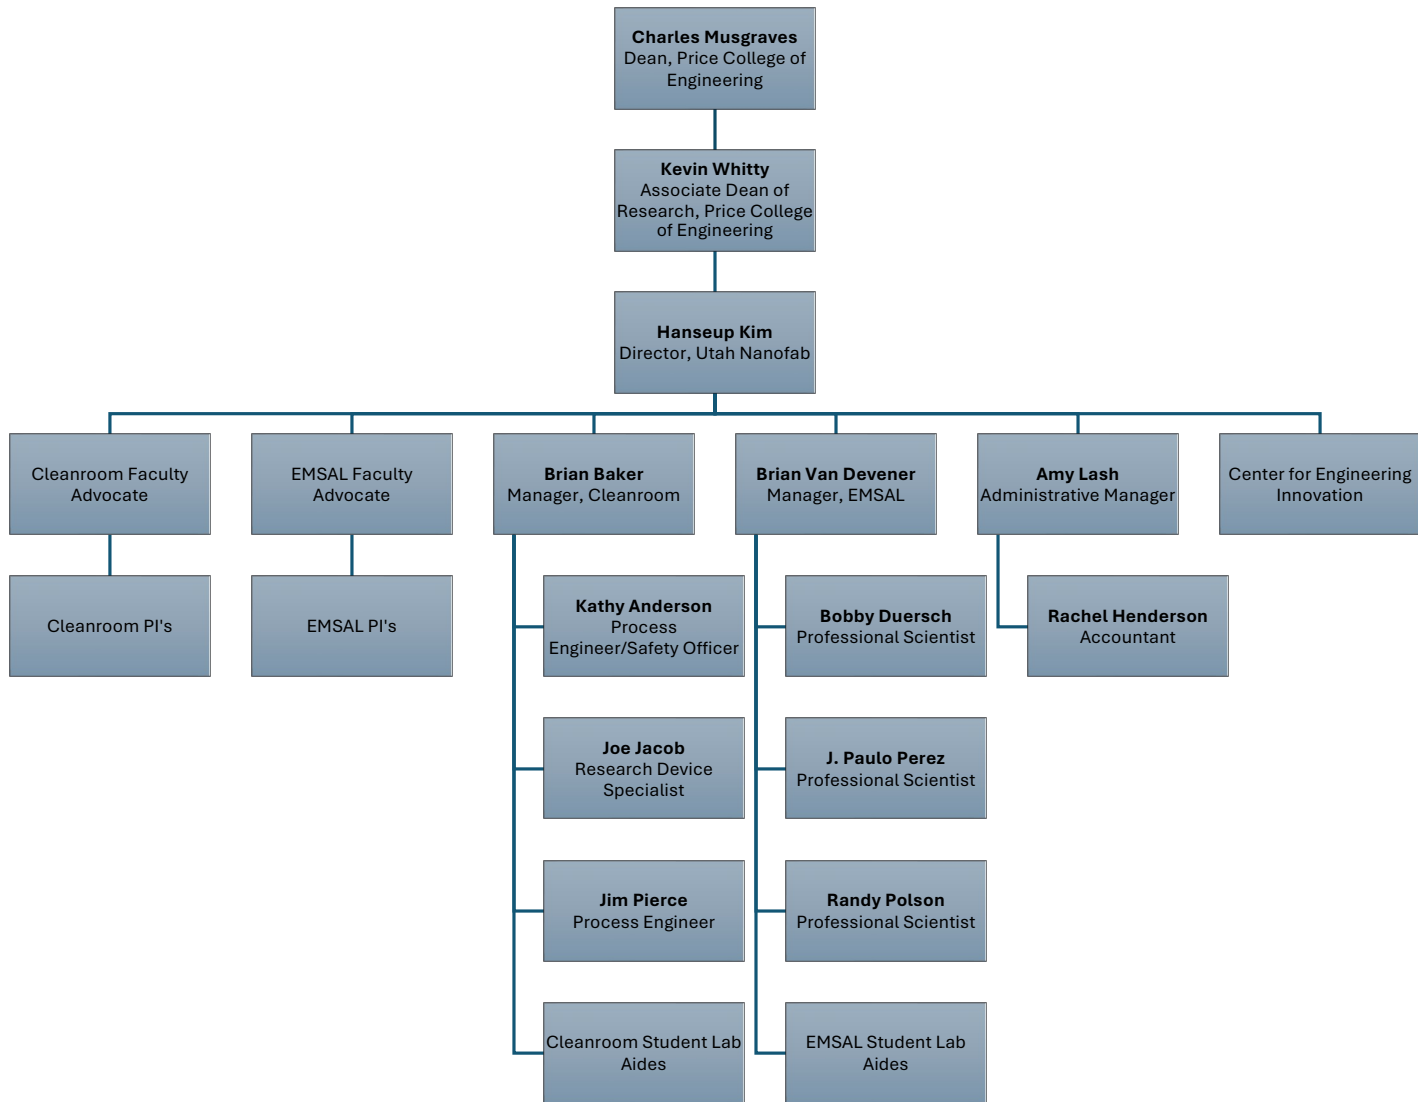 Charles Musgraves
Dean, Price College of
Engineering
Kevin Whitty
Associate Dean of
Research, Price College
of Engineering
Hanseup Kim
Director, Utah Nanofab
Cleanroom Faculty
Advocate
EMSAL Faculty
Advocate
Brian Baker
Manager, Cleanroom
Brian Van Devener
Manager, EMSAL
Amy Lash
Administrative Manager
Center for Engineering
Innovation
Cleanroom PI's
EMSAL PI's
Kathy Anderson
Process
Engineer/Safety Officer
Bobby Duersch
Professional Scientist
Rachel Henderson
Accountant
Joe Jacob
Research Device
Specialist
J. Paulo Perez
Professional Scientist
Jim Pierce
Process Engineer
Randy Polson
Professional Scientist
Cleanroom Student Lab
Aides
EMSAL Student Lab
Aides